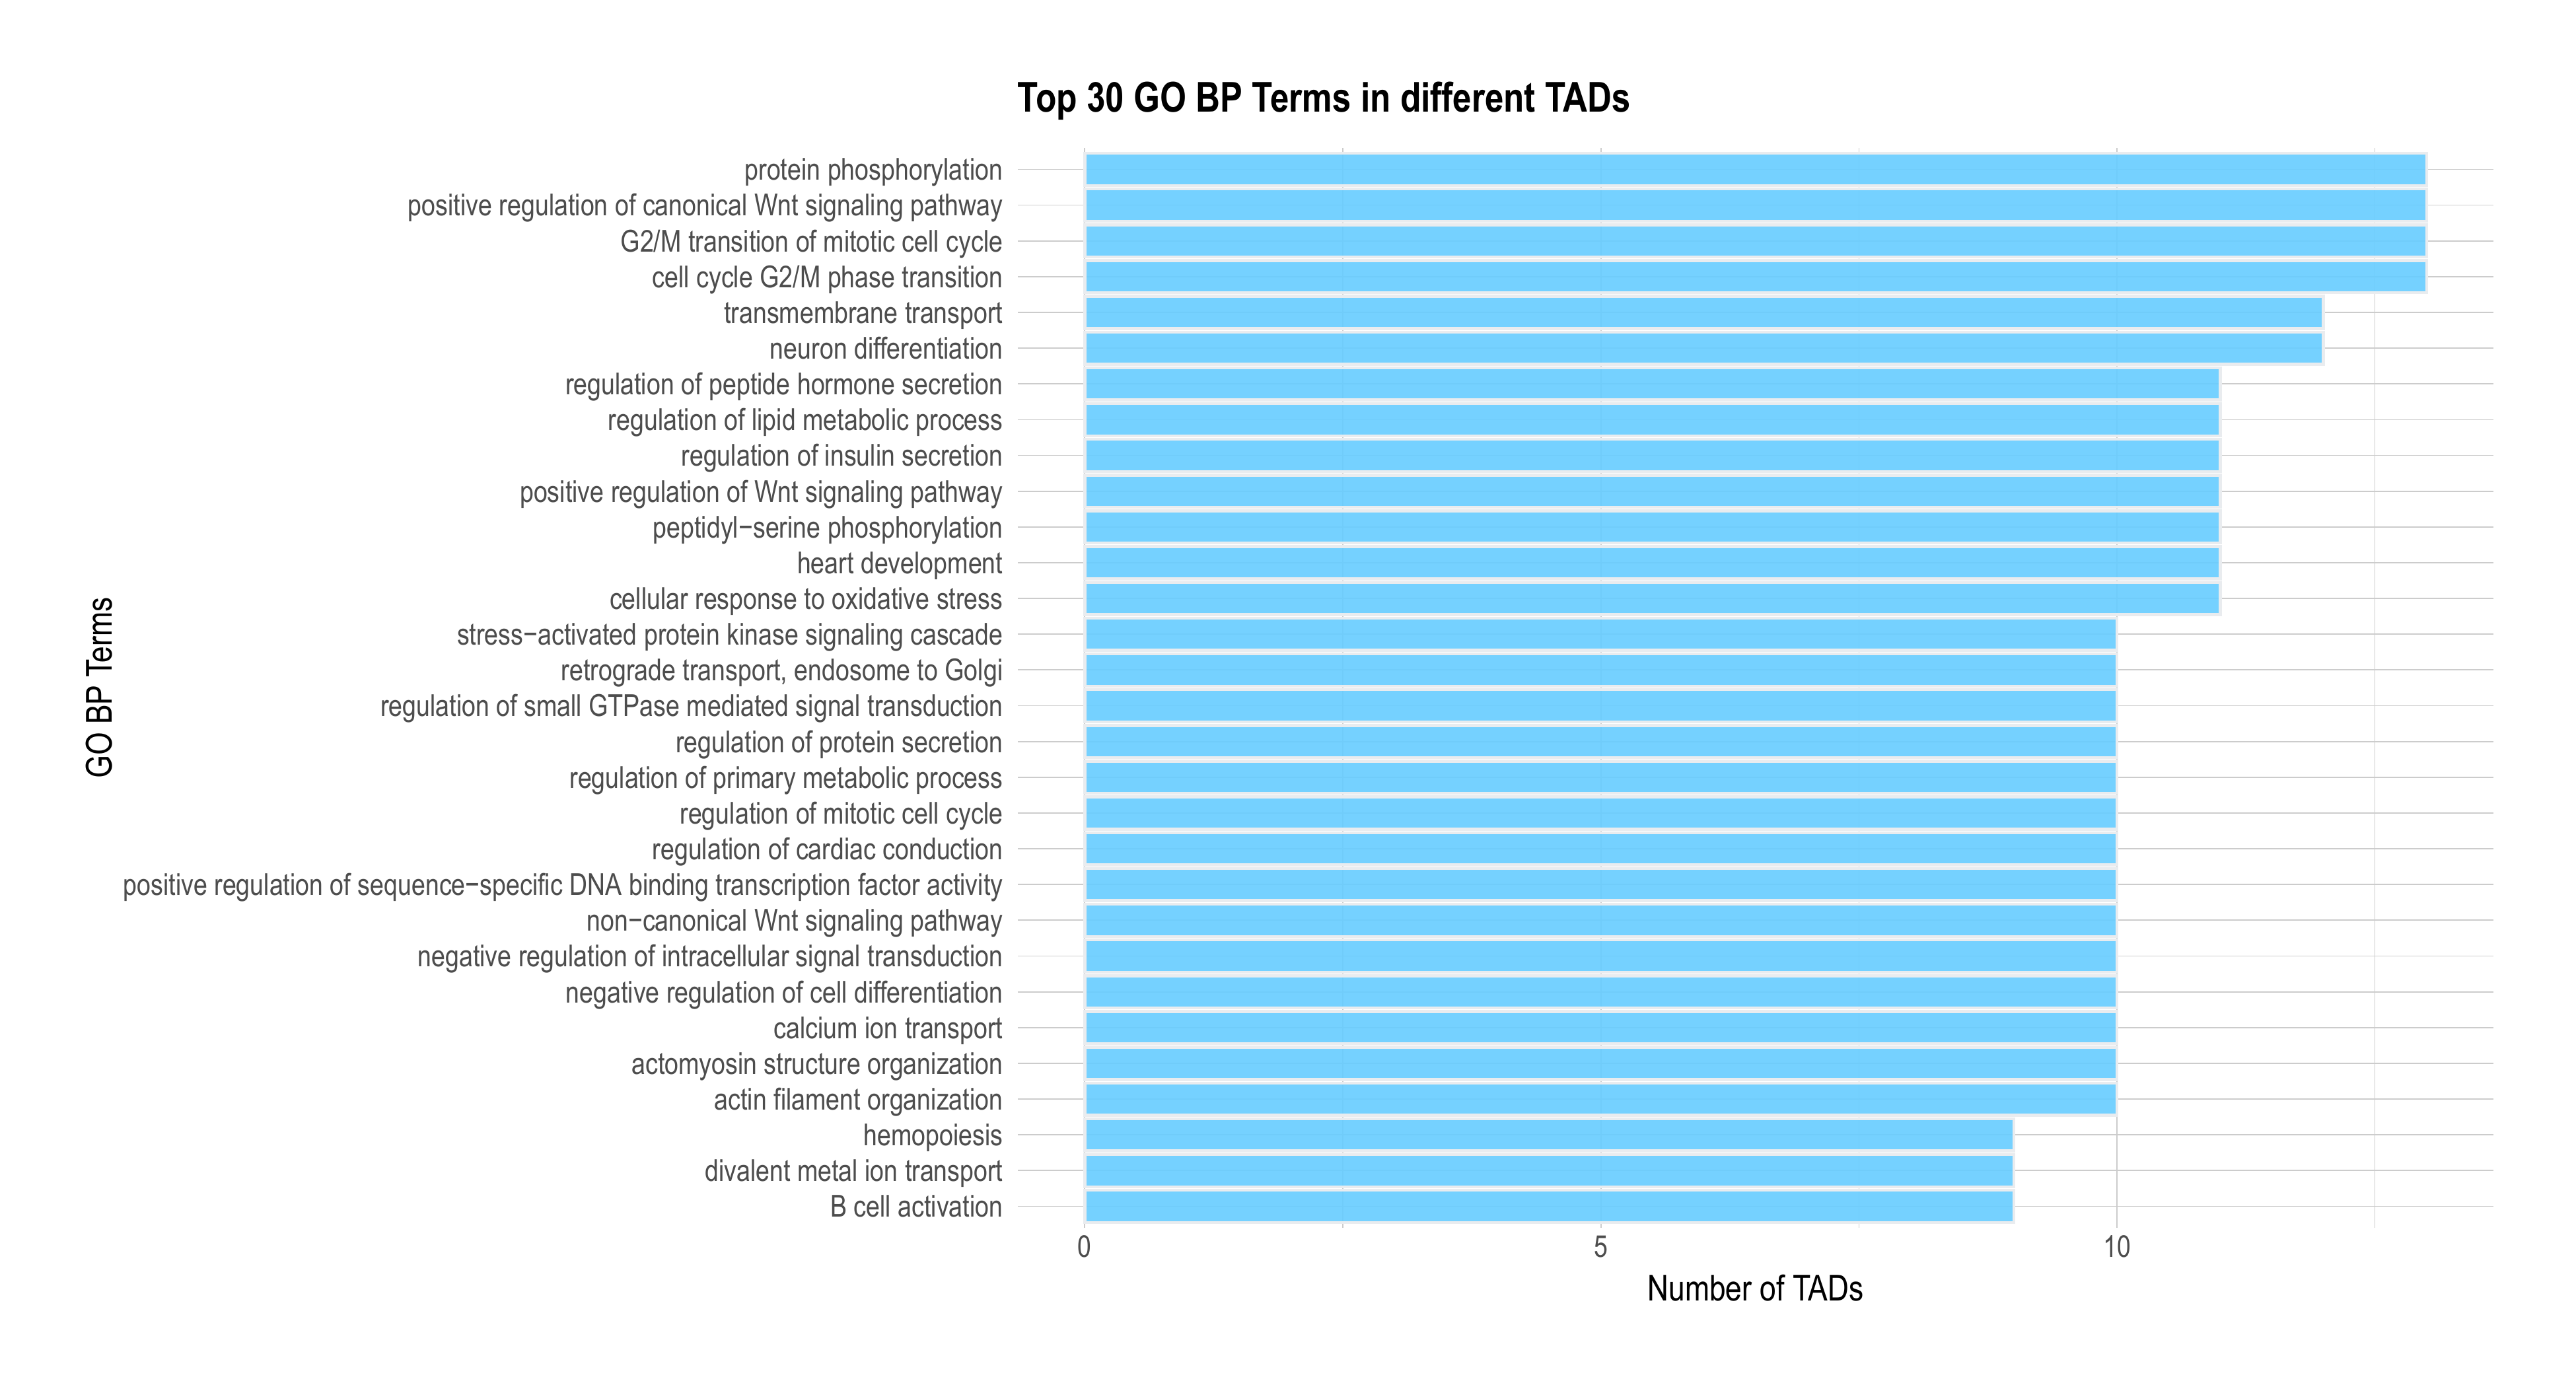 Top 30 GO BP Terms in different TADs
protein phosphorylation
positive regulation of canonical Wnt signaling pathway
G2/M transition of mitotic cell cycle
cell cycle G2/M phase transition
transmembrane transport
neuron differentiation
regulation of peptide hormone secretion
regulation of lipid metabolic process
regulation of insulin secretion
positive regulation of Wnt signaling pathway
peptidyl−serine phosphorylation
heart development
cellular response to oxidative stress
stress−activated protein kinase signaling cascade
retrograde transport, endosome to Golgi
regulation of small GTPase mediated signal transduction
regulation of protein secretion
regulation of primary metabolic process
regulation of mitotic cell cycle
regulation of cardiac conduction
positive regulation of sequence−specific DNA binding transcription factor activity
non−canonical Wnt signaling pathway
negative regulation of intracellular signal transduction
negative regulation of cell differentiation
calcium ion transport
actomyosin structure organization
actin filament organization
hemopoiesis
divalent metal ion transport
B cell activation
GO BP Terms
0 5 10
Number of TADs